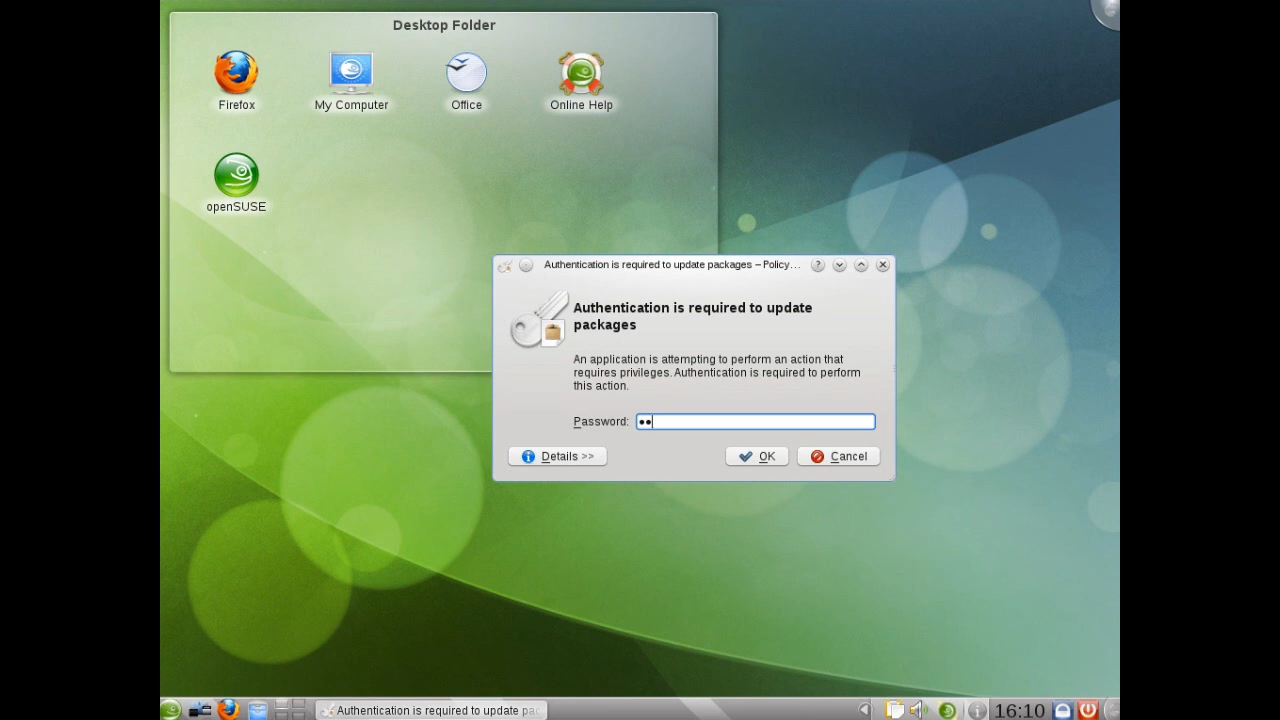 Desktop Folder
Firefox
My Computer
Office
Online Help
openSUSE
Authentication is required to update packages – Policy...
Authentication is required to update
packages
An application is attempting to perform an action that
requires privileges. Authentication is required to perform
this action.
Password:
Details >>
OK
Cancel
Authentication is required to update pac
16:10